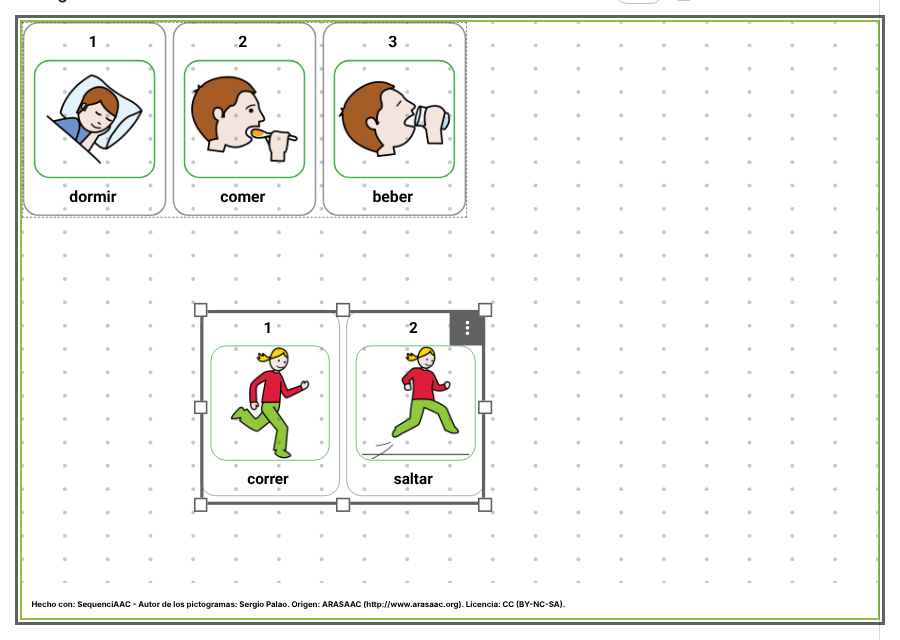 1
2
3
dormir
comer
beber
1
2
correr
saltar
Hecho con: SequenciAAC - Autor de los pictogramas: Sergio Palao. Origen: ARASAAC (http://www.arasaac.org). Licencia: CC (BY-NC-SA).